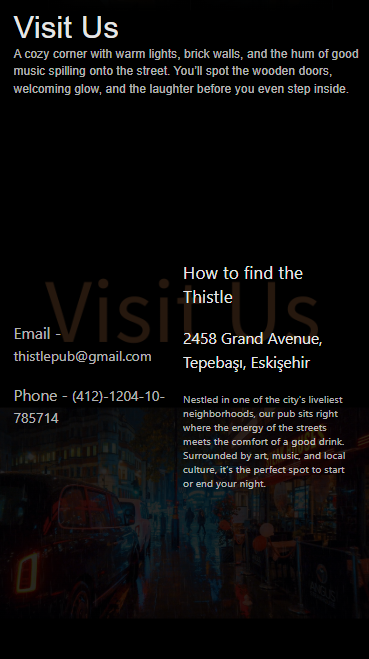 Visit Us
A cozy corner with warm lights, brick walls, and the hum of good
music spilling onto the street. You'll spot the wooden doors,
welcoming glow, and the laughter before you even step inside.
Visit Us
How to find the
Thistle
2458 Grand Avenue,
Tepebaşı, Eskişehir
Email -
thistlepub@gmail.com
Phone - (412)-1204-10-
785714
Nestled in one of the city's liveliest
neighborhoods, our pub sits right
where the energy of the streets
meets the comfort of a good drink.
Surrounded by art, music, and local
culture, it's the perfect spot to start
or end your night.